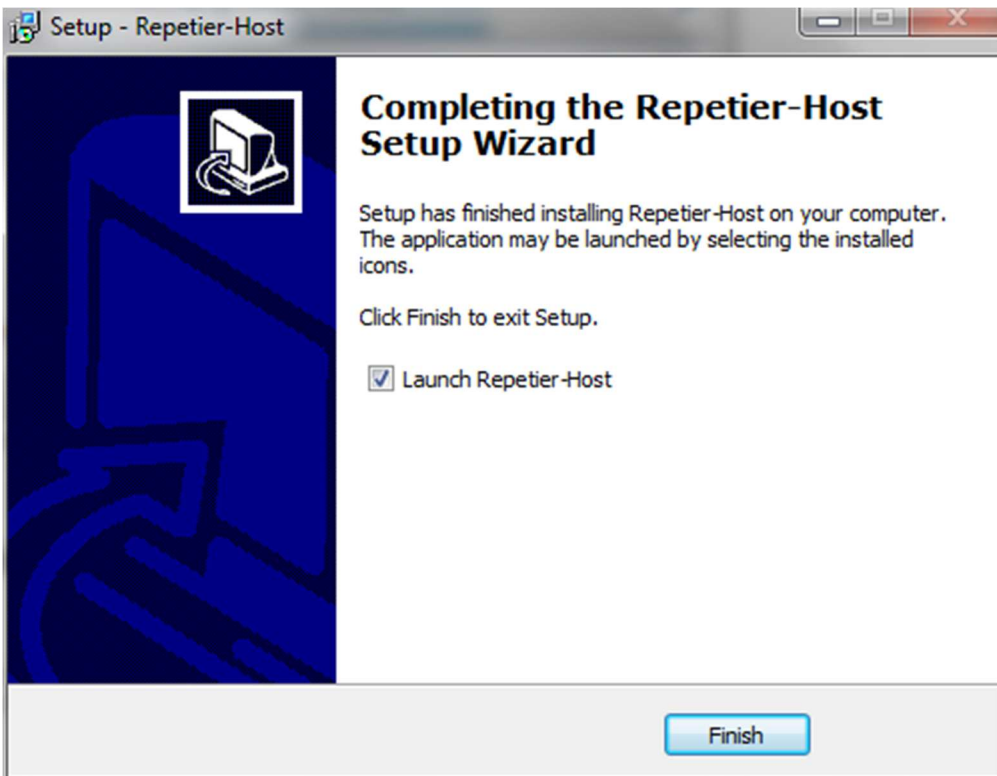 Setup - Repetier-Host
Completing the Repetier-Host
Setup Wizard
Setup has finished installing Repetier-Host on your computer.
The application may be launched by selecting the installed
icons.
Click Finish to exit Setup.
Launch Repetier-Host
Finish